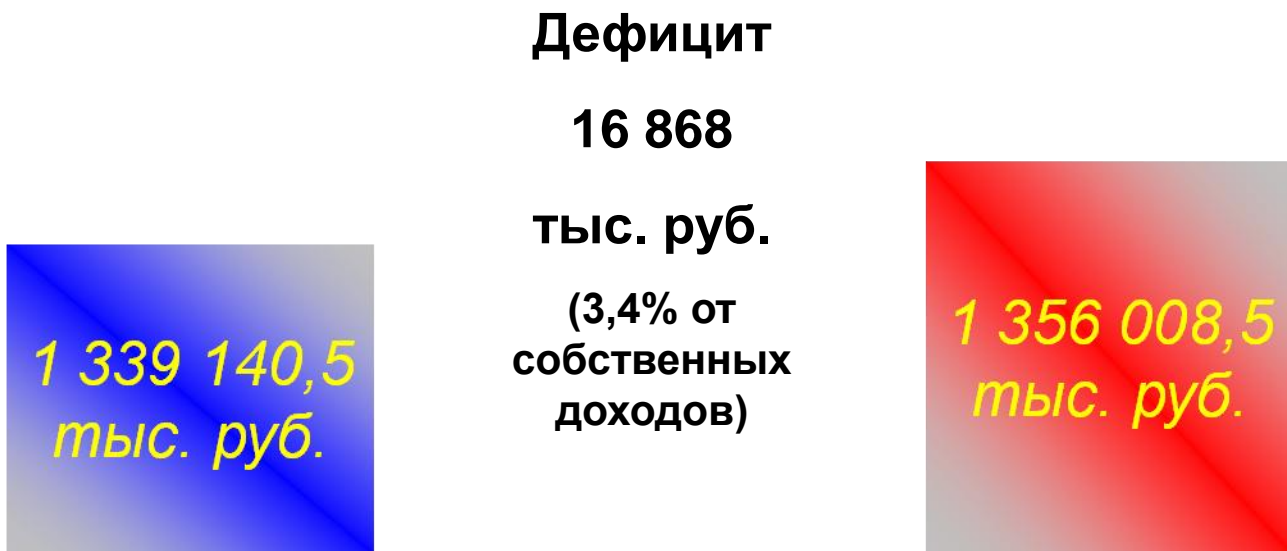 Дефицит
16 868
тыс. руб.
(3,4% от
собственных
доходов)
1 339 140,5
тыс. руб.
1 356 008,5
тыс. руб.